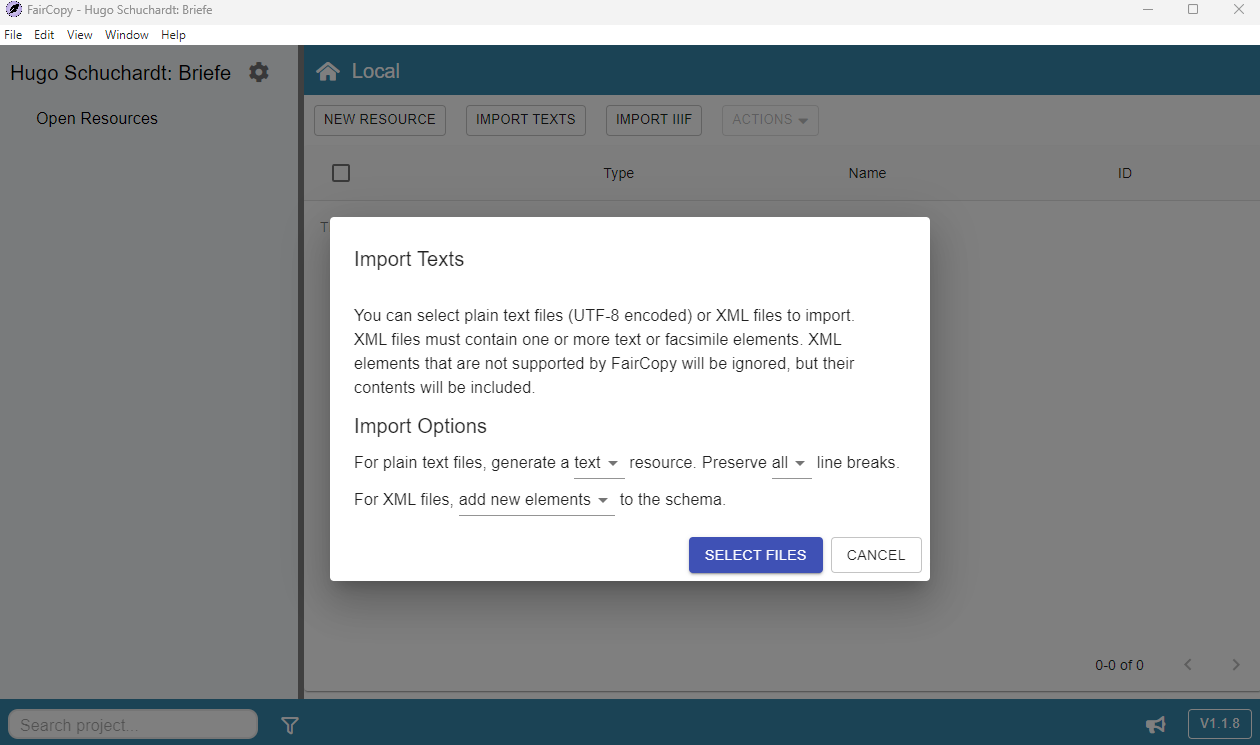 FairCopy - Hugo Schuchardt: Briefe
File Edit View Window Help
Hugo Schuchardt: Briefe
Local
Open Resources
NEW RESOURCE IMPORT TEXTS IMPORT IIIF ACTIONS
Type Name ID
T
Import Texts
You can select plain text files (UTF-8 encoded) or XML files to import.
XML files must contain one or more text or facsimile elements. XML
elements that are not supported by FairCopy will be ignored, but their
contents will be included.
Import Options
For plain text files, generate a text resource. Preserve all line breaks.
For XML files, add new elements to the schema.
SELECT FILES CANCEL
0-0 of 0
Search project...
V1.1.8